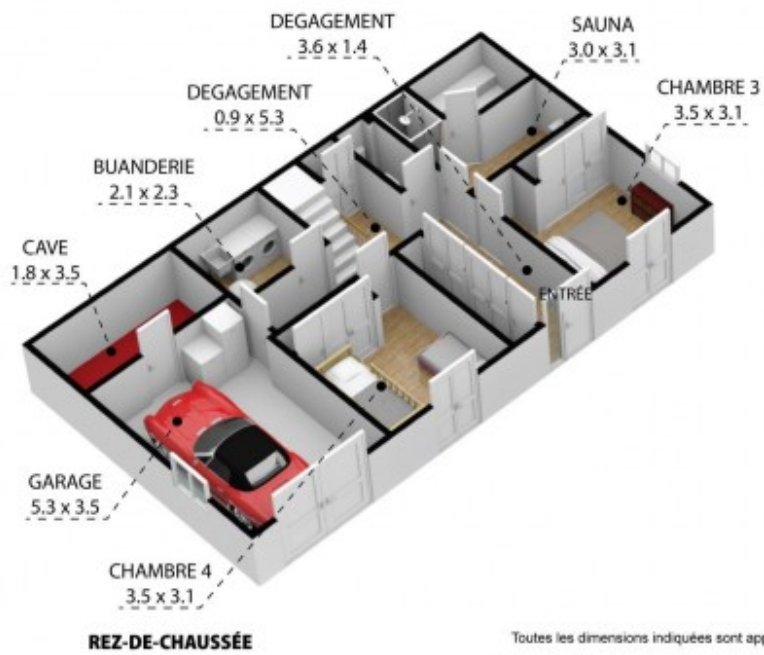 DEGAGEMENT
3.6 x 1.4
SAUNA
3.0 x 3.1
DEGAGEMENT
0.9 x 5.3
CHAMBRE 3
3.5 x 3.1
BUANDERIE
2.1 x 2.3
CAVE
1.8 x 3.5
ENTRÉE
GARAGE
5.3 x 3.5
CHAMBRE 4
3.5 x 3.1
REZ-DE-CHAUSSÉE
Toutes les dimensions indiquées sont app